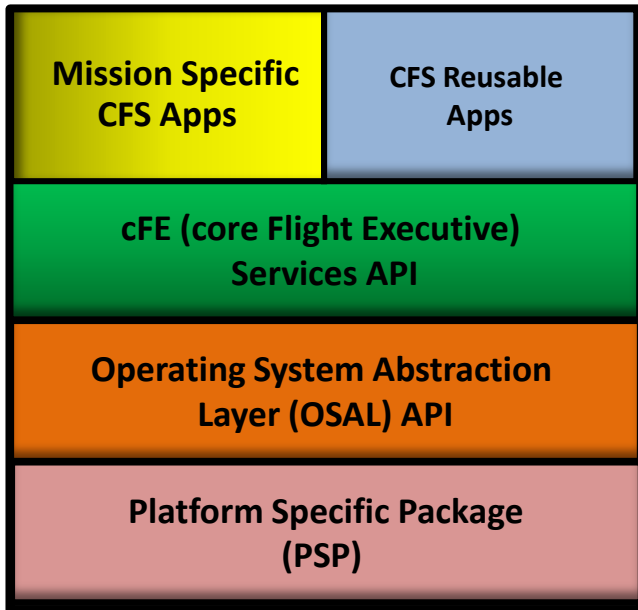 Mission Specific
CFS Apps
CFS Reusable
Apps
cFE (core Flight Executive)
Services API
Operating System Abstraction
Layer (OSAL) API
Platform Specific Package
(PSP)